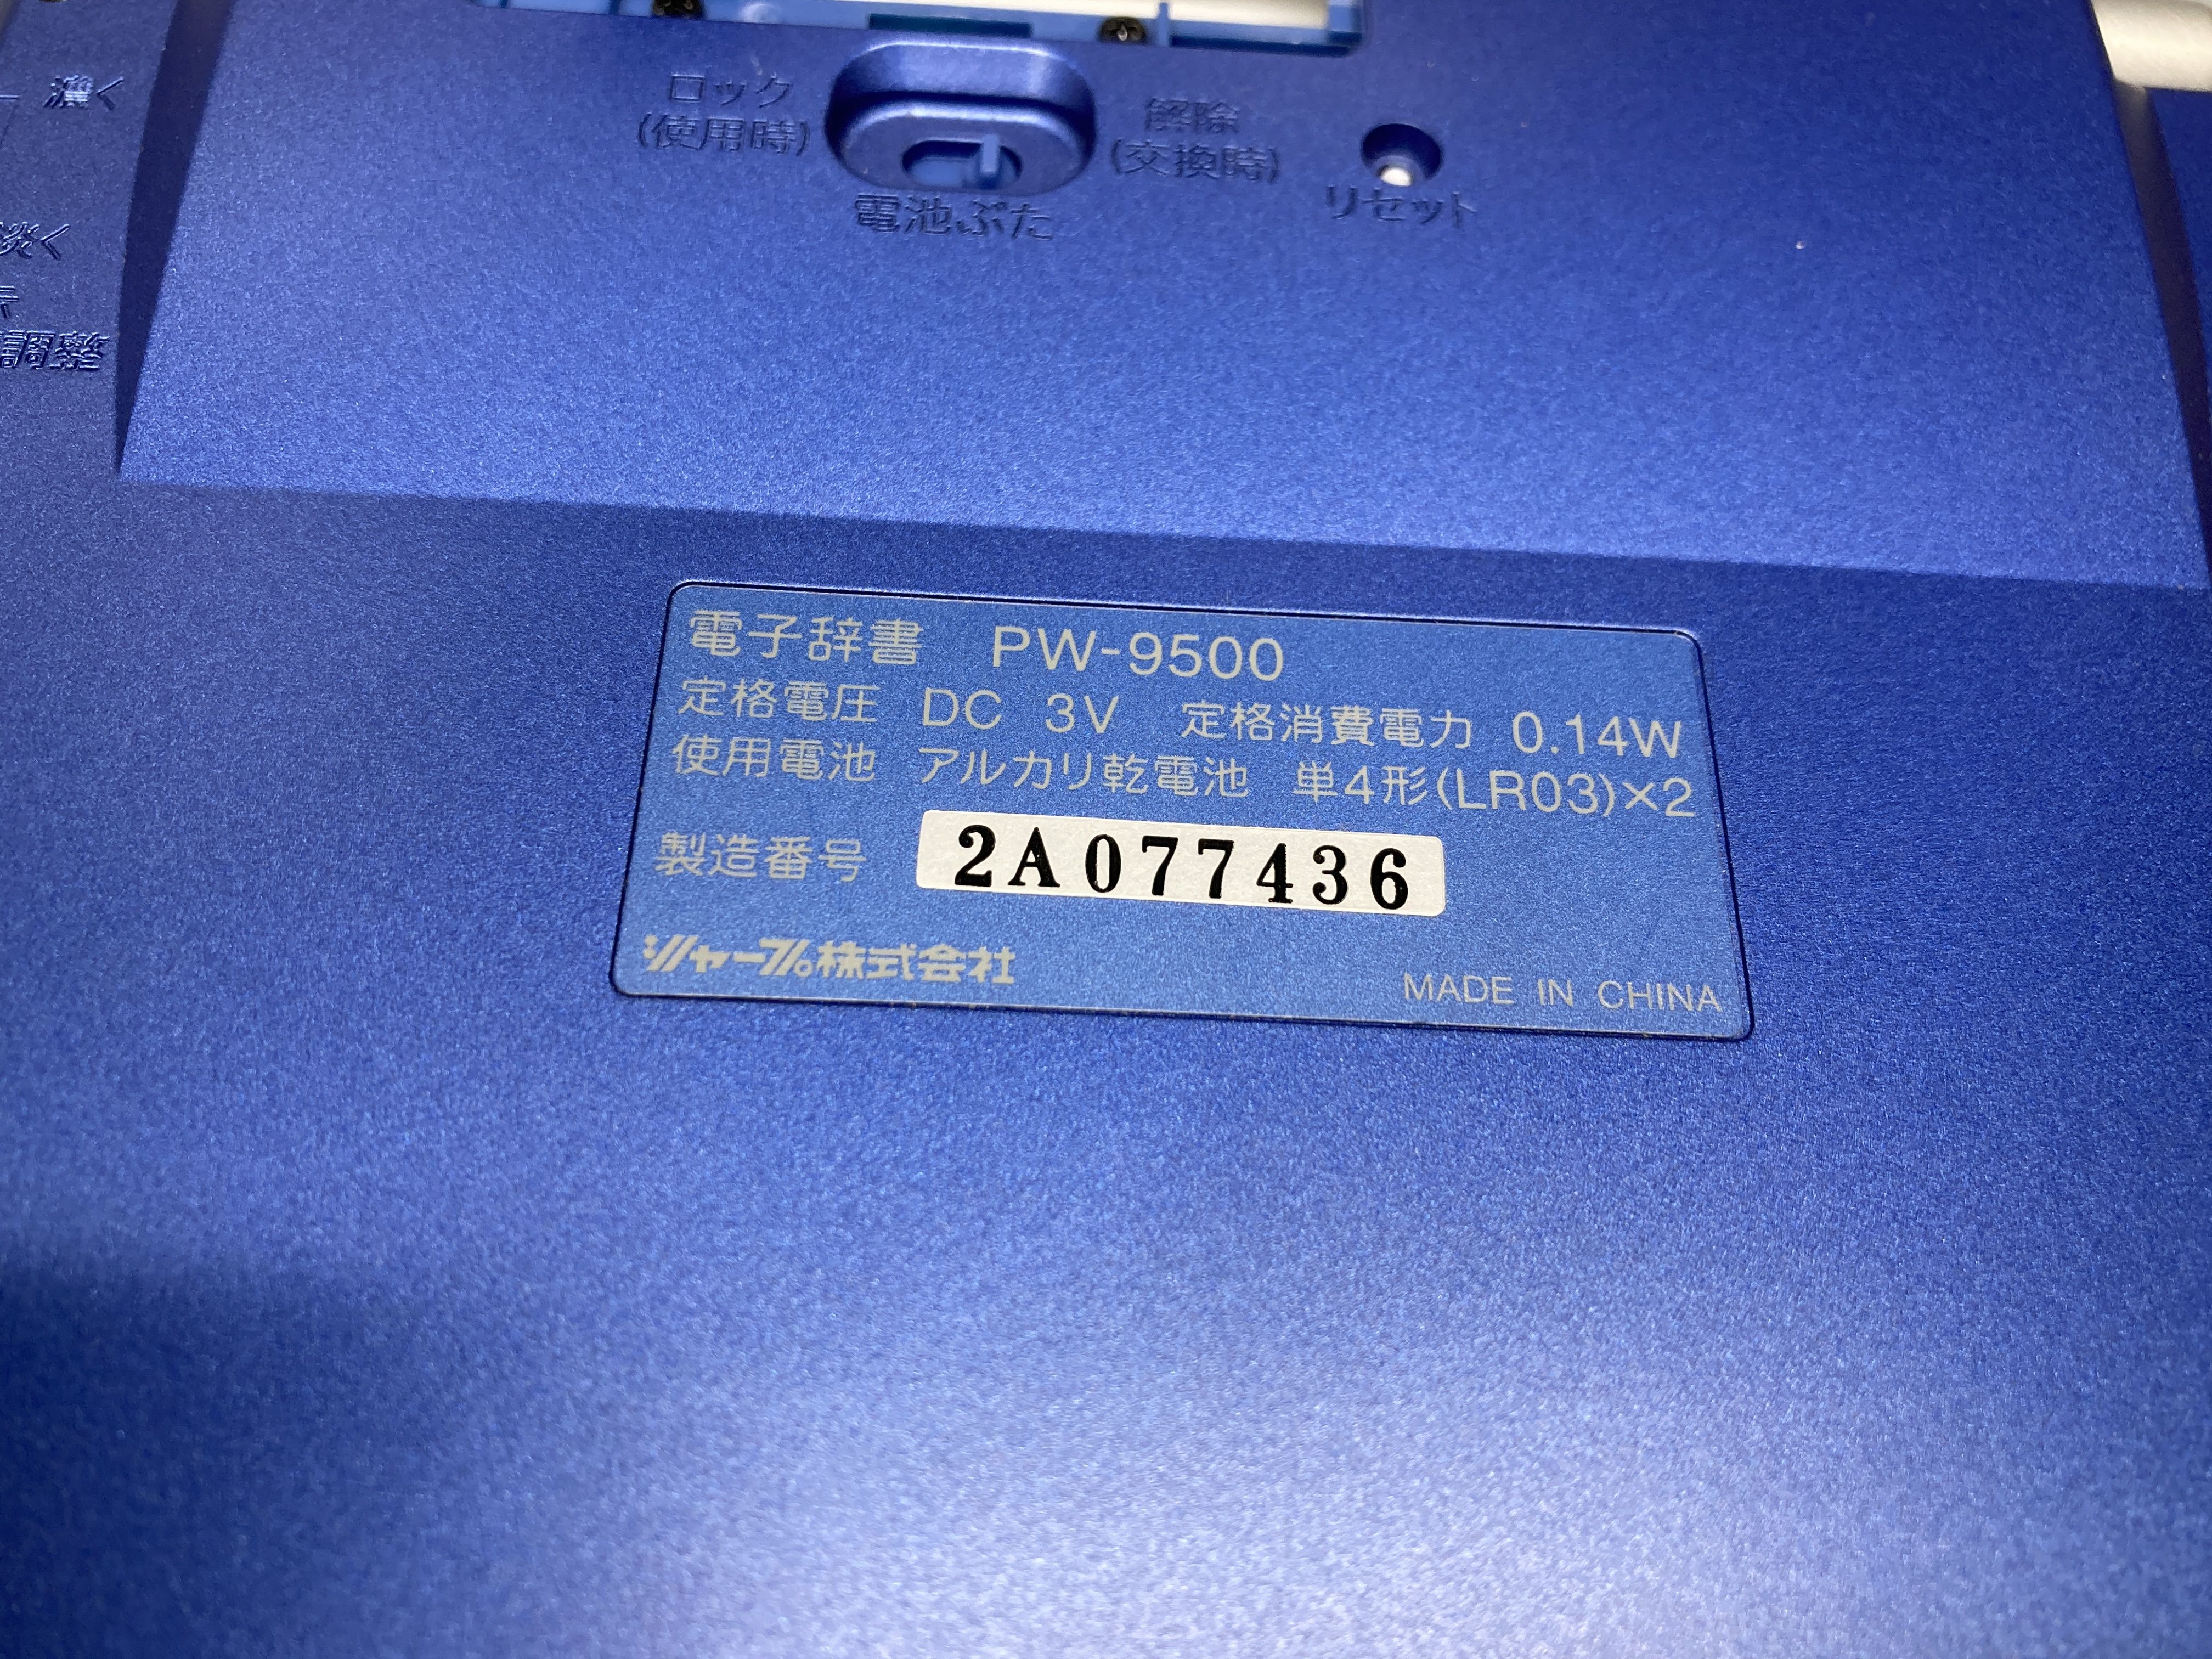 濃く
ロック
(使用時)
解除
(交換時)
電池ぶた
リセット
淡く
調整
電子辞書 PW-9500
定格電圧 DC 3V 定格消費電力 0.14W
使用電池 アルカリ乾電池 単4形(LR03)×2
製造番号 2A077436
シャープ株式会社
MADE IN CHINA